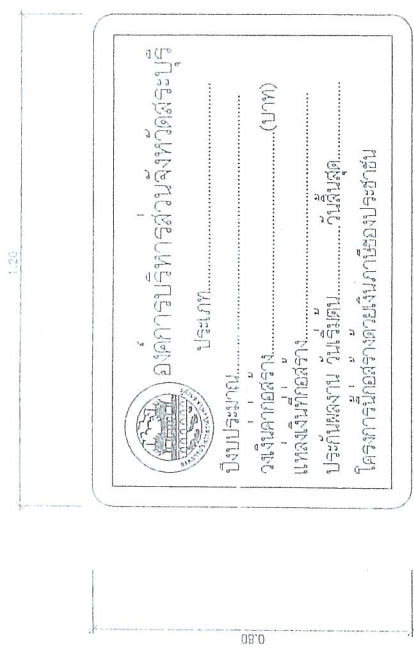 1.20
องค์การบริหารส่วนจังหวัดสระบุรี
ประเภท...............................
ปีงบประมาณ...............................
วงเงินค่าก่อสร้าง...............................(บาท)
แหล่งเงินที่ก่อสร้าง...............................
ประกันผลงาน วันเริ่มต้น...............วันสิ้นสุด...............
โครงการนี้ก่อสร้างด้วยเงินภาษีของประชาชน
0.80